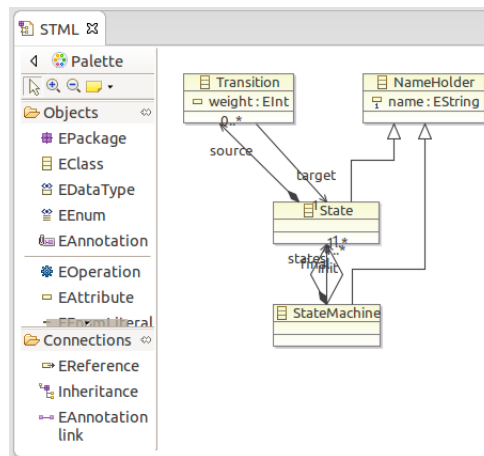 STML
Palette
Objects
EPackage
EClass
EDataType
EEnum
EAnnotation
EOperation
EAttribute
EEnumLiteral
Connections
EReference
Inheritance
EAnnotation
link
Transition
weight : EInt
0..*
source
target
NameHolder
name : EString
1
State
1..*
states
final
init
StateMachine